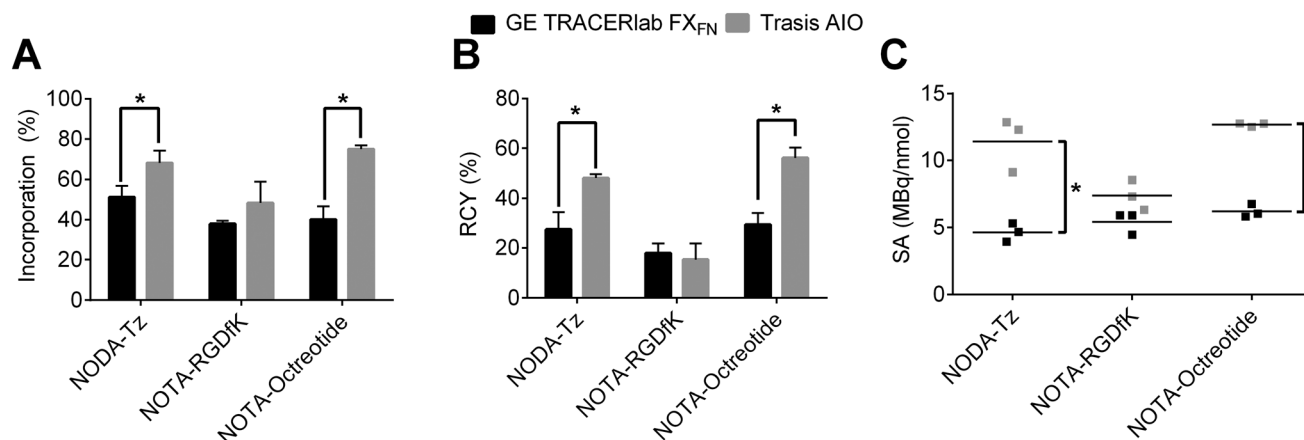 GE TRACERlab FXFN Trasis AIO
A
Incorporation (%)
100
80
60
40
20
0
* *
NODA-Tz
NOTA-RGDfK
NOTA-Octreotide
B
RCY (%)
80
60
40
20
0
* *
NODA-Tz
NOTA-RGDfK
NOTA-Octreotide
C
SA (MBq/nmol)
15
10
5
0
*
NODA-Tz
NOTA-RGDfK
NOTA-Octreotide